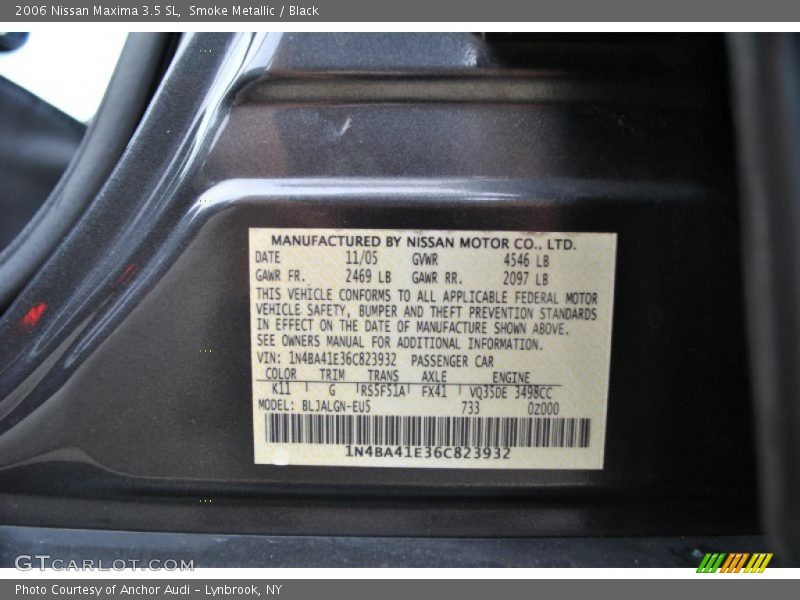 2006 Nissan Maxima 3.5 SL,  Smoke Metallic / Black
MANUFACTURED BY NISSAN MOTOR CO., LTD.
DATE 11/05 GVWR 4546 LB
GAWR FR. 2469 LB GAWR RR. 2097 LB
THIS VEHICLE CONFORMS TO ALL APPLICABLE FEDERAL MOTOR
VEHICLE SAFETY, BUMPER AND THEFT PREVENTION STANDARDS
IN EFFECT ON THE DATE OF MANUFACTURE SHOWN ABOVE.
SEE OWNERS MANUAL FOR ADDITIONAL INFORMATION.
VIN: 1N4BA41E36C823932 PASSENGER CAR
COLOR TRIM TRANS AXLE ENGINE
K11 G RS5F51A FX41 VQ35DE 3498CC
MODEL: BLJALGN-EU5 733 02000
1N4BA41E36C823932
GTCARLOT.COM
Photo Courtesy of Anchor Audi - Lynbrook, NY